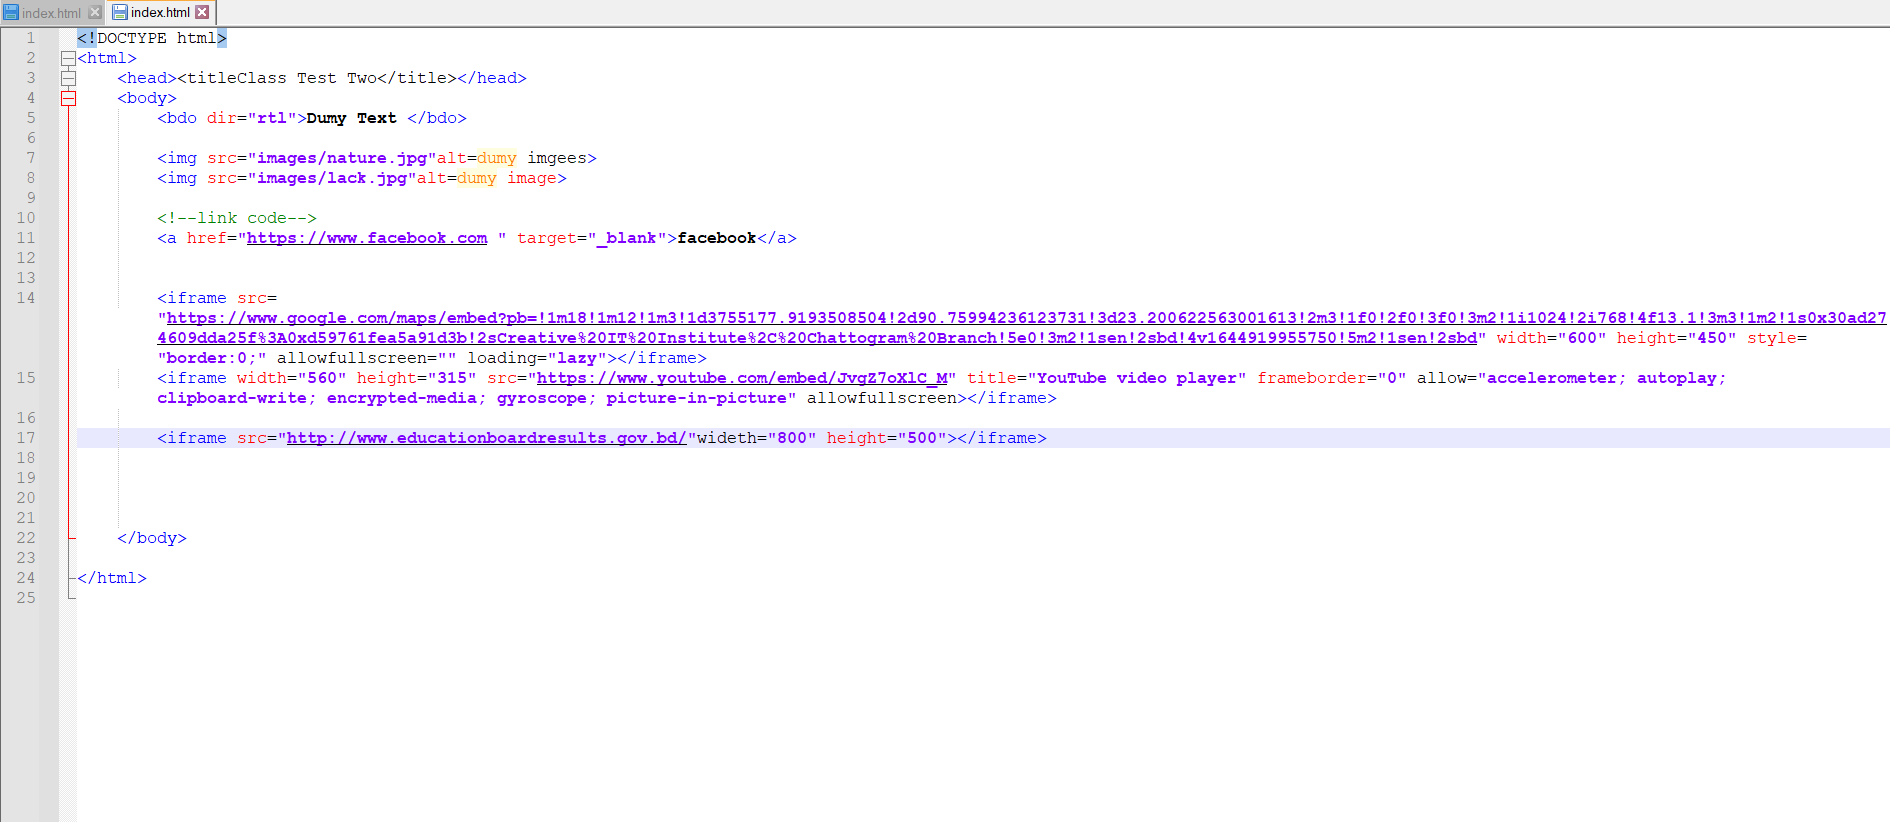 index.html index.html
1 <!DOCTYPE html>
2 <html>
3 <head><titleClass Test Two</title></head>
4 <body>
5 <bdo dir="rtl">Dumy Text </bdo>
6
7 <img src="images/nature.jpg"alt=dumy imgees>
8 <img src="images/lack.jpg"alt=dumy image>
9
10 <!--link code-->
11 <a href="https://www.facebook.com " target="_blank">facebook</a>
12
13
14 <iframe src=
"https://www.google.com/maps/embed?pb=!1m18!1m12!1m3!1d3755177.9193508504!2d90.75994236123731!3d23.200622563001613!2m3!1f0!2f0!3f0!3m2!1i1024!2i768!4f13.1!3m3!1m2!1s0x30ad27
4609dda25f%3A0xd59761fea5a91d3b!2sCreative%20IT%20Institute%2C%20Chattogram%20Branch!5e0!3m2!1sen!2sbd!4v1644919955750!5m2!1sen!2sbd" width="600" height="450" style=
"border:0;" allowfullscreen="" loading="lazy"></iframe>
15 <iframe width="560" height="315" src="https://www.youtube.com/embed/JvgZ7oXlC_M" title="YouTube video player" frameborder="0" allow="accelerometer; autoplay;
clipboard-write; encrypted-media; gyroscope; picture-in-picture" allowfullscreen></iframe>
16
17 <iframe src="http://www.educationboardresults.gov.bd/"wideth="800" height="500"></iframe>
18
19
20
21
22 </body>
23
24 </html>
25